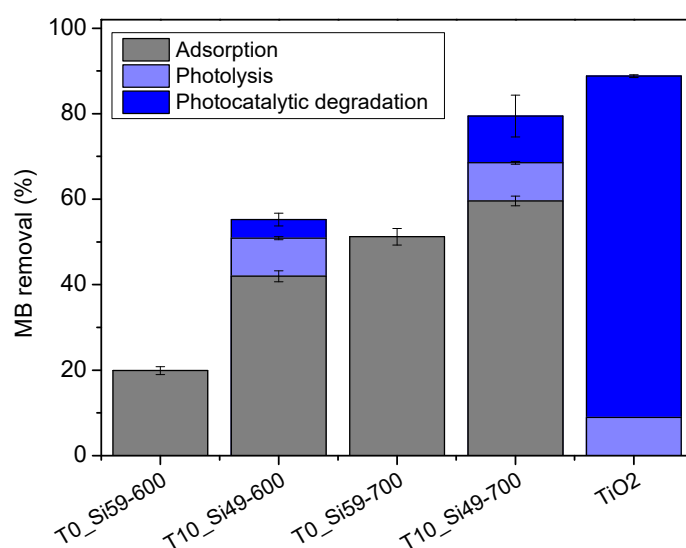 100
80
60
40
20
0
MB removal (%)
Adsorption
Photolysis
Photocatalytic degradation
T0_Si59-600
T10_Si49-600
T0_Si59-700
T10_Si49-700
TiO2